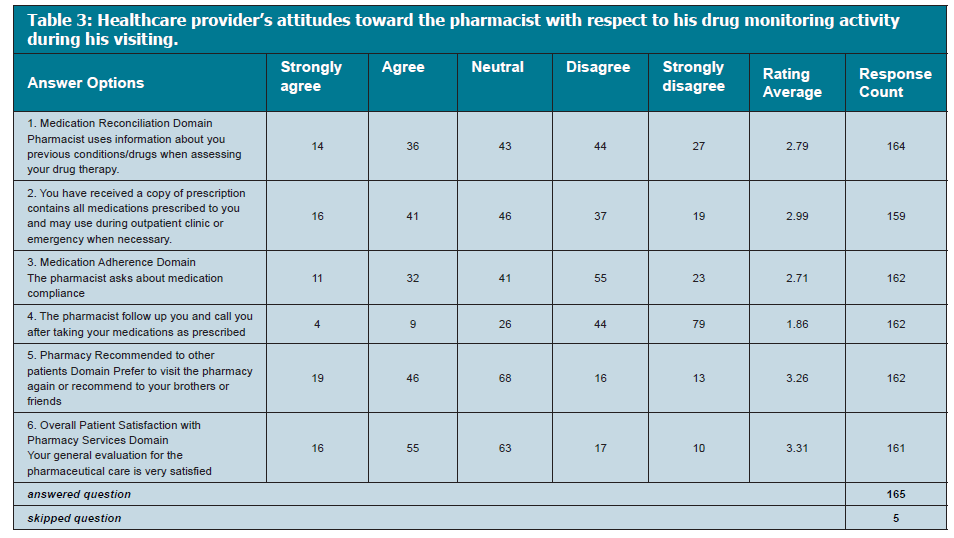 Table 3: Healthcare provider's attitudes toward the pharmacist with respect to his drug monitoring activity
during his visiting.
Answer Options
Strongly
agree
Agree
Neutral
Disagree
Strongly
disagree
Rating
Average
Response
Count
1. Medication Reconciliation Domain
Pharmacist uses information about you
previous conditions/drugs when assessing
your drug therapy.
14 36 43 44 27 2.79 164
2. You have received a copy of prescription
contains all medications prescribed to you
and may use during outpatient clinic or
emergency when necessary.
16 41 46 37 19 2.99 159
3. Medication Adherence Domain
The pharmacist asks about medication
compliance
11 32 41 55 23 2.71 162
4. The pharmacist follow up you and call you
after taking your medications as prescribed
4 9 26 44 79 1.86 162
5. Pharmacy Recommended to other
patients Domain Prefer to visit the pharmacy
again or recommend to your brothers or
friends
19 46 68 16 13 3.26 162
6. Overall Patient Satisfaction with
Pharmacy Services Domain
Your general evaluation for the
pharmaceutical care is very satisfied
16 55 63 17 10 3.31 161
answered question 165
skipped question 5